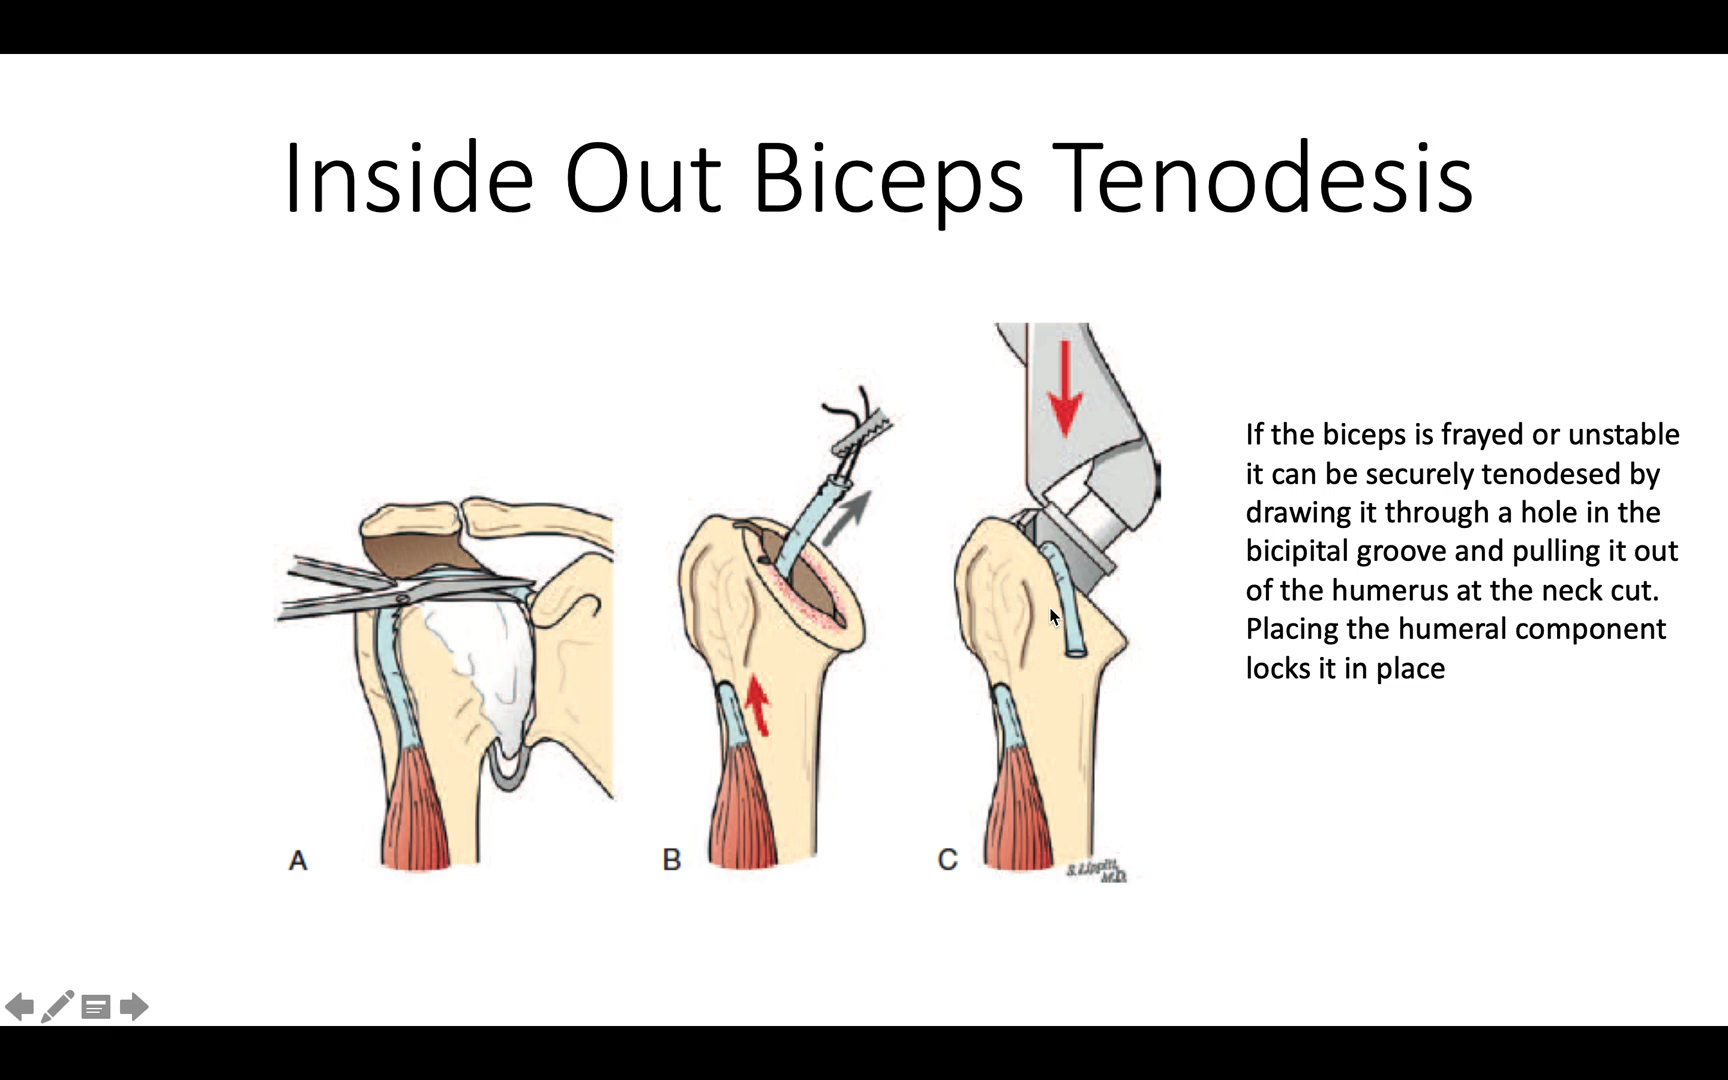 Inside Out Biceps Tenodesis
If the biceps is frayed or unstable
it can be securely tenodesed by
drawing it through a hole in the
bicipital groove and pulling it out
of the humerus at the neck cut.
Placing the humeral component
locks it in place
A
B
C
S. Lippitt,
M.D.